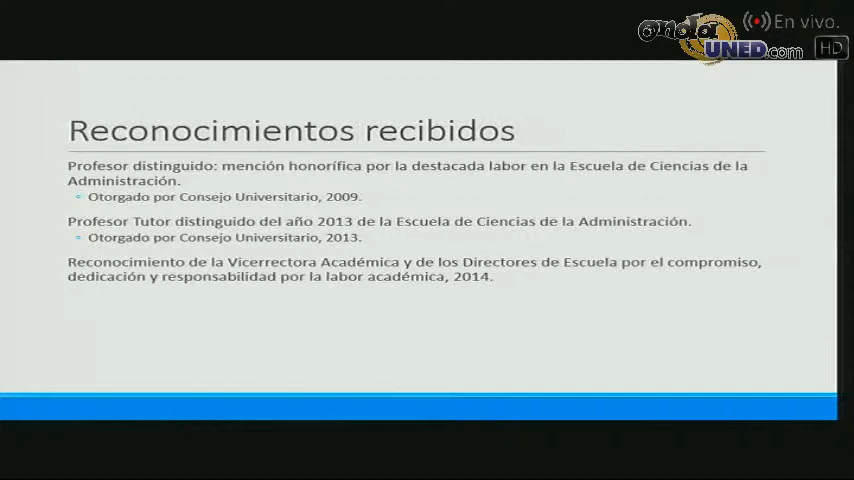 onda
UNED.com
En vivo.
HD
Reconocimientos recibidos
Profesor distinguido: mención honorífica por la destacada labor en la Escuela de Ciencias de la
Administración.
Otorgado por Consejo Universitario, 2009.
Profesor Tutor distinguido del año 2013 de la Escuela de Ciencias de la Administración.
Otorgado por Consejo Universitario, 2013.
Reconocimiento de la Vicerrectora Académica y de los Directores de Escuela por el compromiso,
dedicación y responsabilidad por la labor académica, 2014.